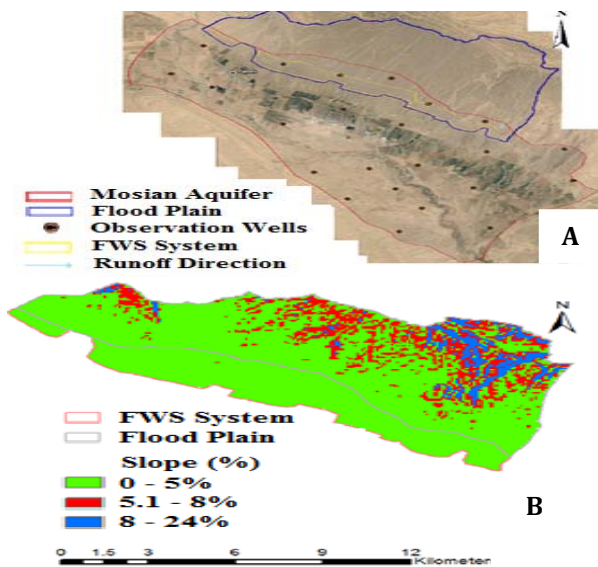 N
Mosian Aquifer
Flood Plain
Observation Wells
FWS System
Runoff Direction
A
N
FWS System
Flood Plain
Slope (%)
0 - 5%
5.1 - 8%
8 - 24%
B
0 1.5 3 6 9 12
Kilometer